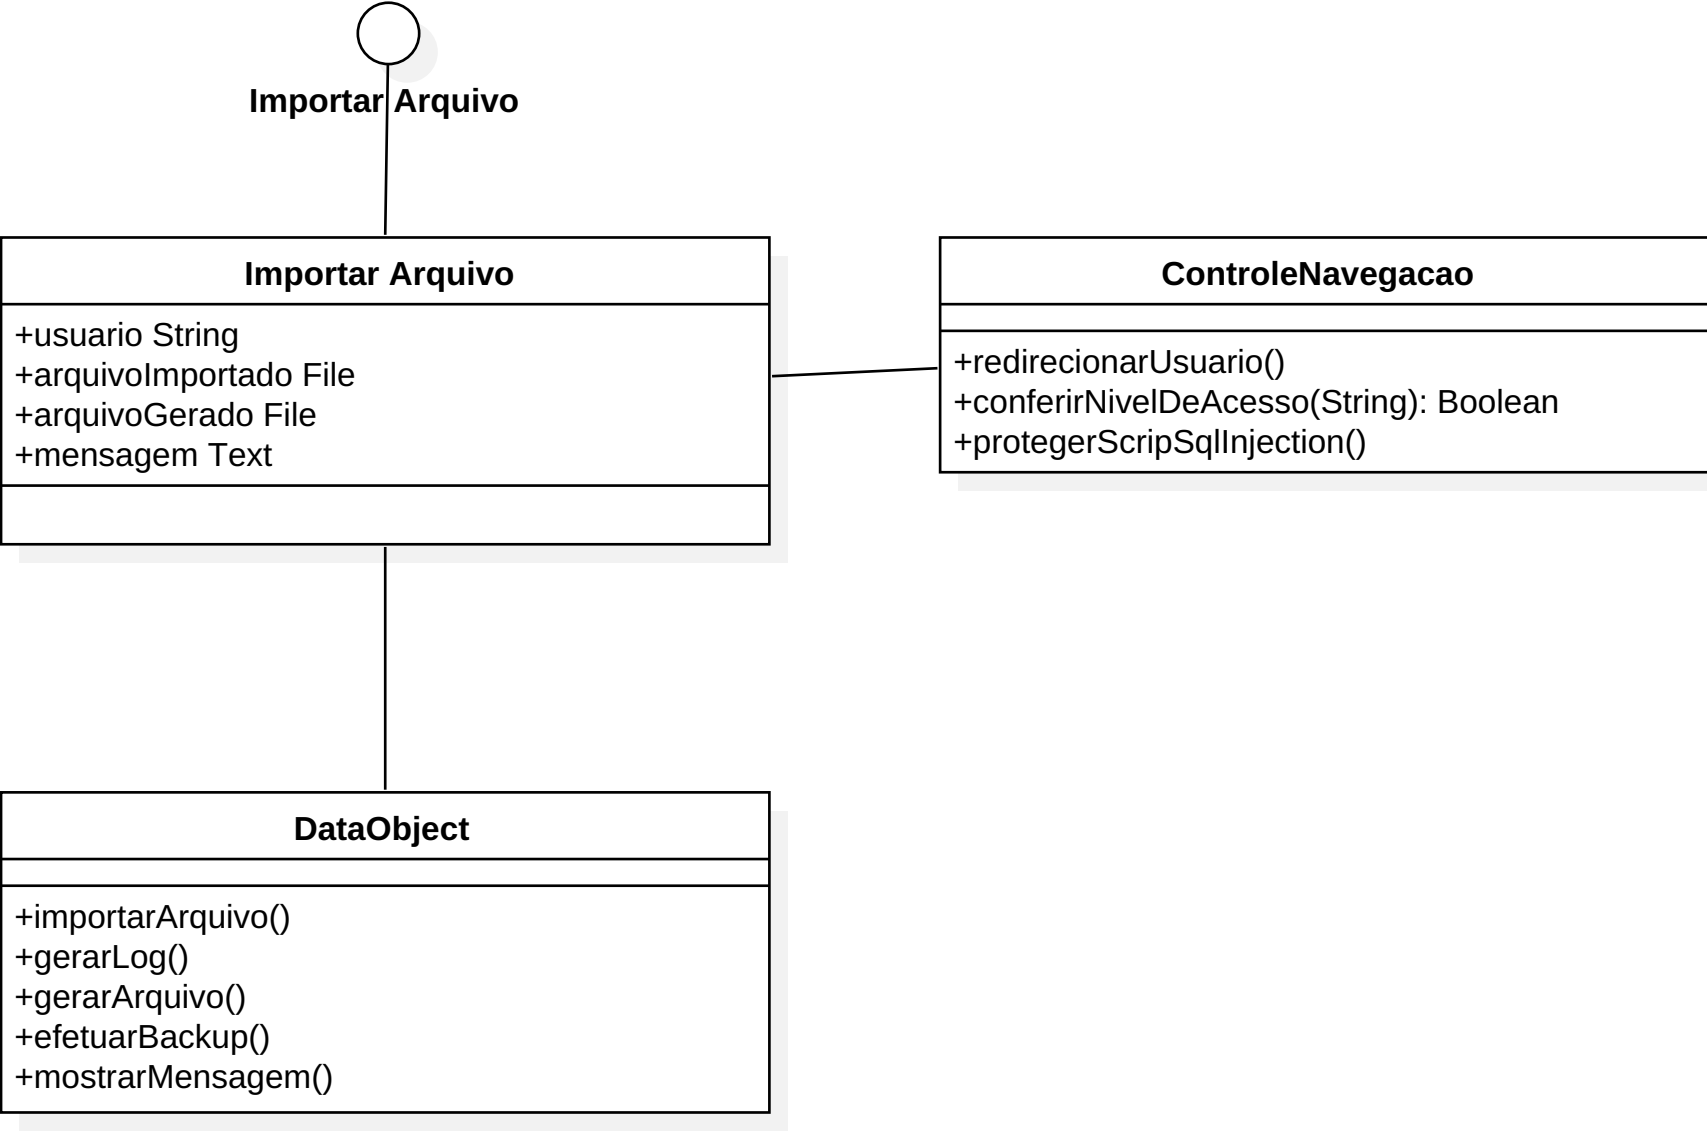 Importar Arquivo
Importar Arquivo
+usuario String
+arquivoImportado File
+arquivoGerado File
+mensagem Text
ControleNavegacao
+redirecionarUsuario()
+conferirNivelDeAcesso(String): Boolean
+protegerScripSqlInjection()
DataObject
+importarArquivo()
+gerarLog()
+gerarArquivo()
+efetuarBackup()
+mostrarMensagem()